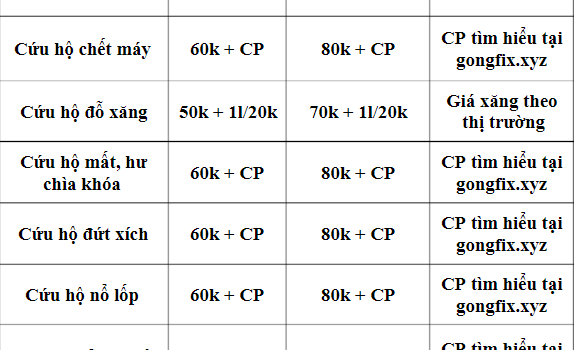 Cứu hộ chết máy 60k + CP 80k + CP CP tìm hiểu tại
gongfix.xyz
Cứu hộ đỗ xăng 50k + 1l/20k 70k + 1l/20k Giá xăng theo
thị trường
Cứu hộ mất, hư
chìa khóa 60k + CP 80k + CP CP tìm hiểu tại
gongfix.xyz
Cứu hộ đứt xích 60k + CP 80k + CP CP tìm hiểu tại
gongfix.xyz
Cứu hộ nổ lốp 60k + CP 80k + CP CP tìm hiểu tại
gongfix.xyz
CP tìm hiểu tại